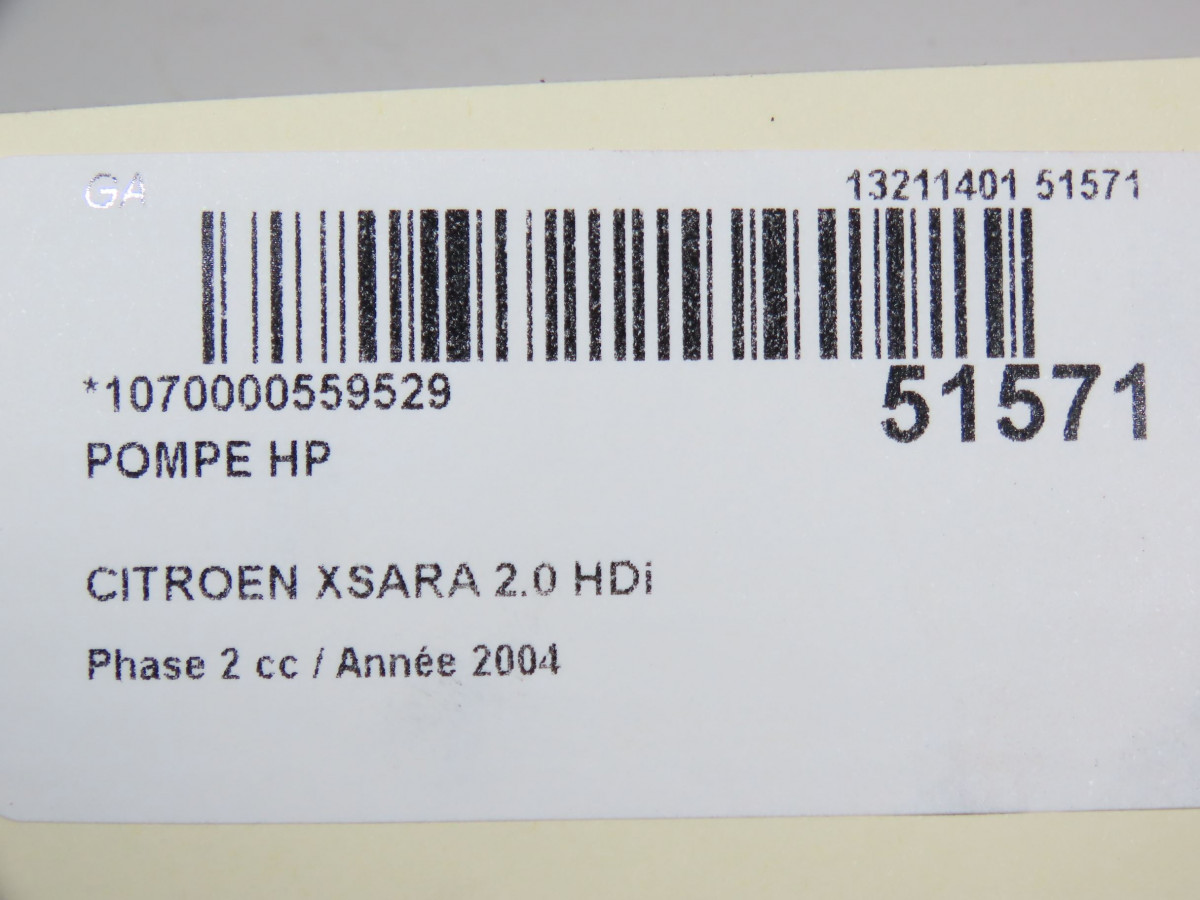 GA
13211401 51571
*1070000559529
51571
POMPE HP
CITROEN XSARA 2.0 HDi
Phase 2 cc / Année 2004